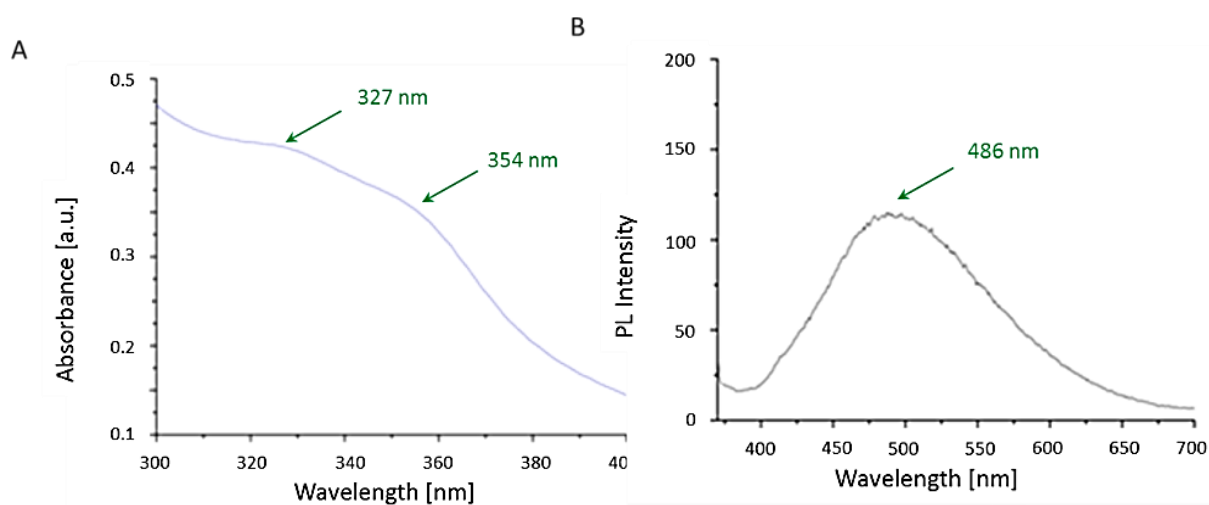 A
0.5
0.4
0.3
0.2
0.1
Absorbance [a.u.]
327 nm
354 nm
300
320
340
360
380
40
Wavelength [nm]
B
200
150
100
50
0
PL Intensity
486 nm
400
450
500
550
600
650
700
Wavelength [nm]